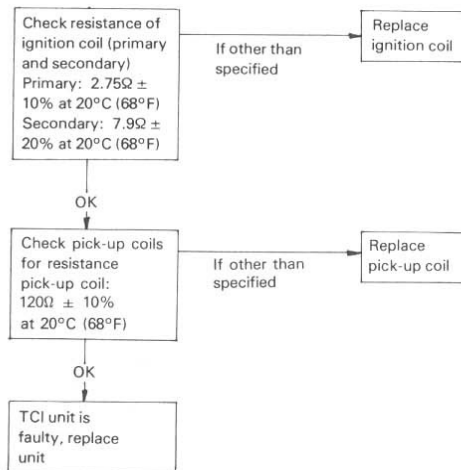 Check resistance of
ignition coil (primary
and secondary)
Primary: 2.75Ω ±
10% at 20°C (68°F)
Secondary: 7.9Ω ±
20% at 20°C (68°F)
If other than
specified
Replace
ignition coil
OK
Check pick-up coils
for resistance
pick-up coil:
120Ω ± 10%
at 20°C (68°F)
If other than
specified
Replace
pick-up coil
OK
TCI unit is
faulty, replace
unit